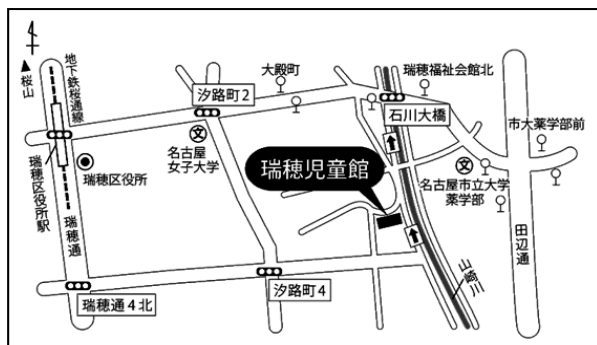 ▲桜山
地下鉄桜通線
大殿町
瑞穂福祉会館北
汐路町2
石川大橋
市大薬学部前
名古屋
女子大学
瑞穂区役所
瑞穂児童館
名古屋市立大学
薬学部
瑞穂区役所駅
瑞穂通
田辺通
山崎川
瑞穂通4北
汐路町4
文
文